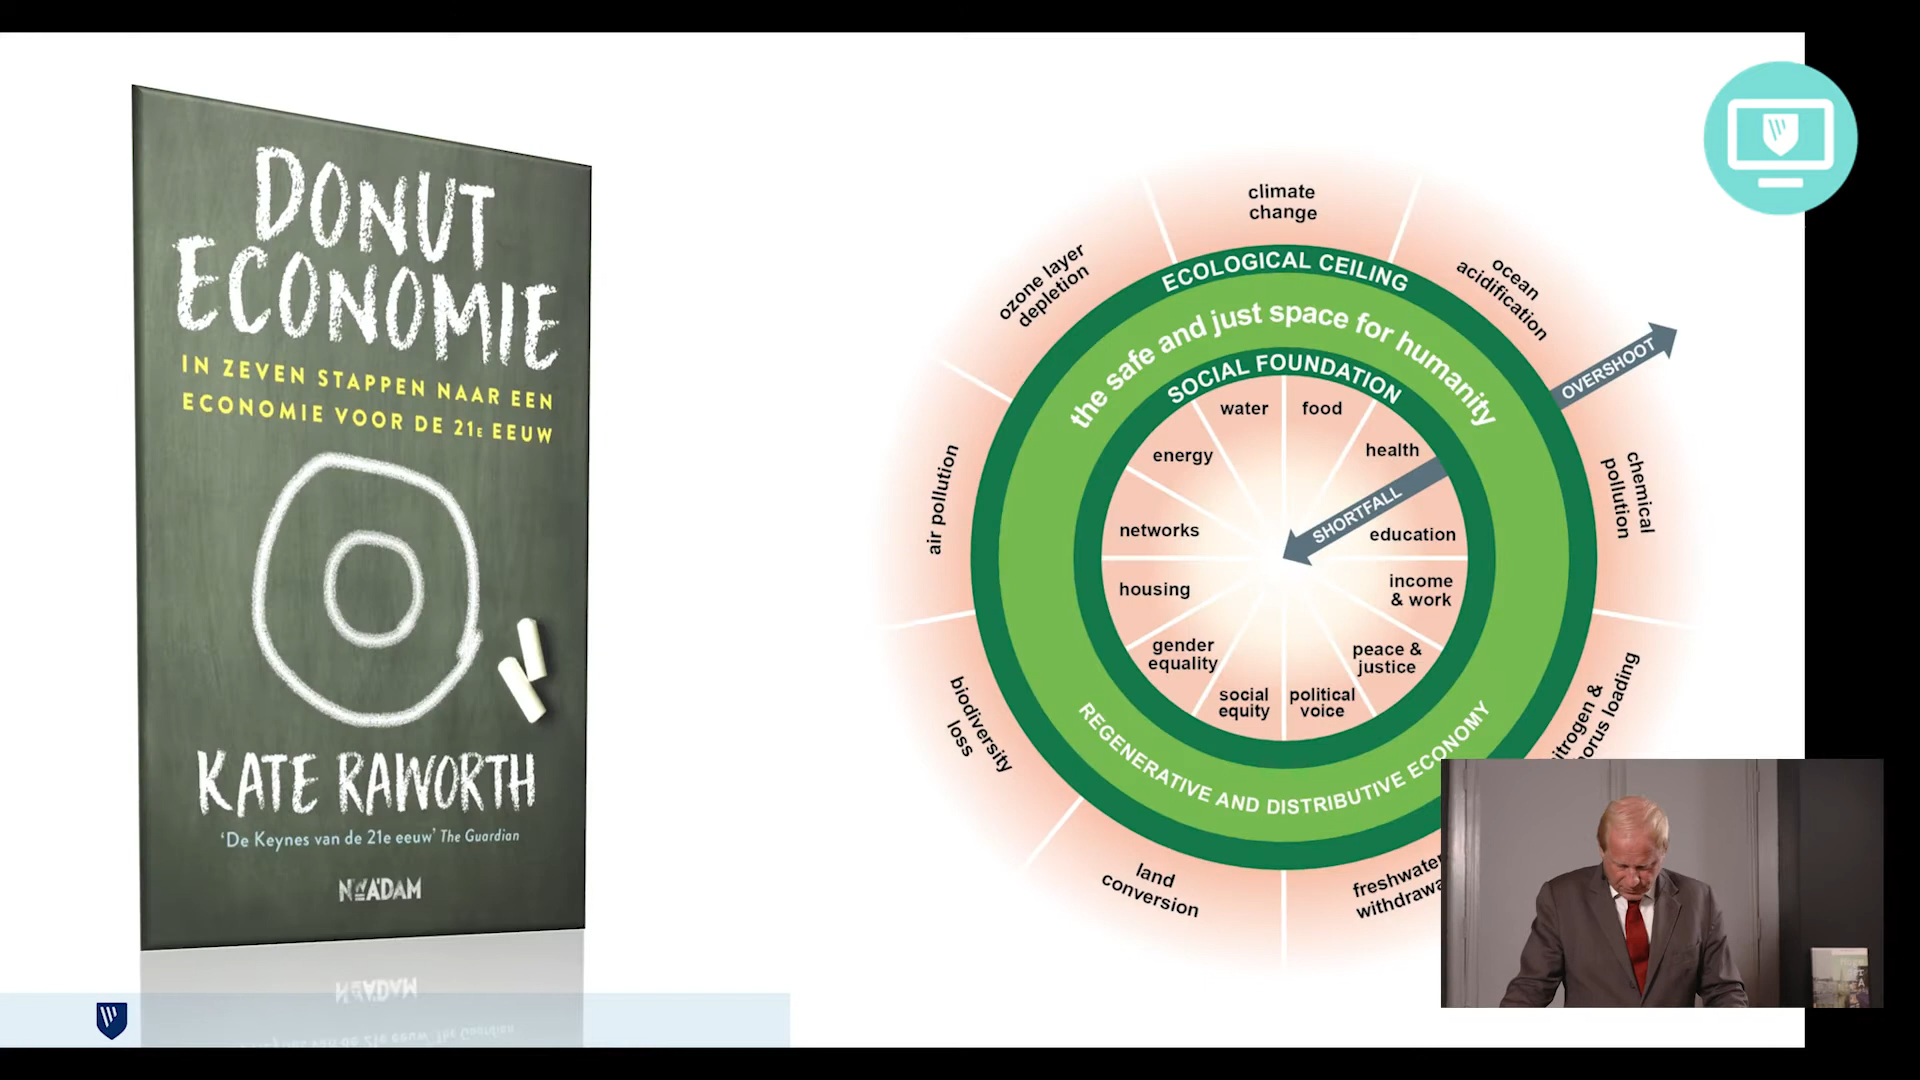 DONUT
ECONOMIE
IN ZEVEN STAPPEN NAAR EEN
ECONOMIE VOOR DE 21E EEUW
KATE RAWORTH
'De Keynes van de 21e eeuw' The Guardian
NWADAM
climate
change
ozone layer
depletion
ocean
acidification
air pollution
chemical
pollution
biodiversity
loss
land
conversion
freshwater
ECOLOGICAL CEILING
the safe and just space for humanity
SOCIAL FOUNDATION
OVERSHOOT
water
food
energy
health
SHORTFALL
networks
education
housing
income
& work
gender
equality
peace &
justice
social
equity
political
voice
REGENERATIVE AND DISTRIBUTIVE ECONOMY
&
loading